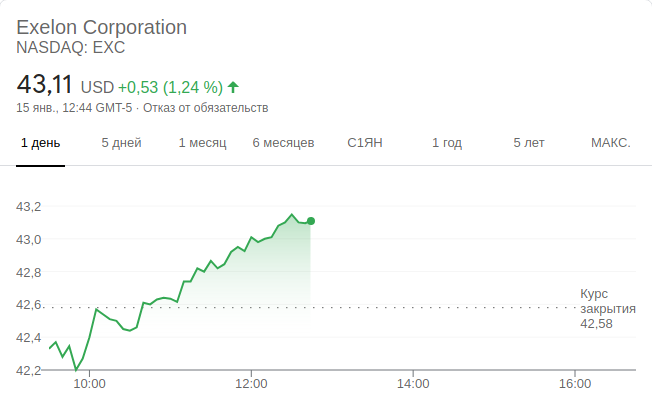 Exelon Corporation
NASDAQ: EXC
43,11 USD +0,53 (1,24 %)
15 янв., 12:44 GMT-5 · Отказ от обязательств
1 день 5 дней 1 месяц 6 месяцев С1ЯН 1 год 5 лет МАКС.
43,2
43,0
42,8
42,6
Курс
закрытия
42,58
42,4
42,2
10:00 12:00 14:00 16:00